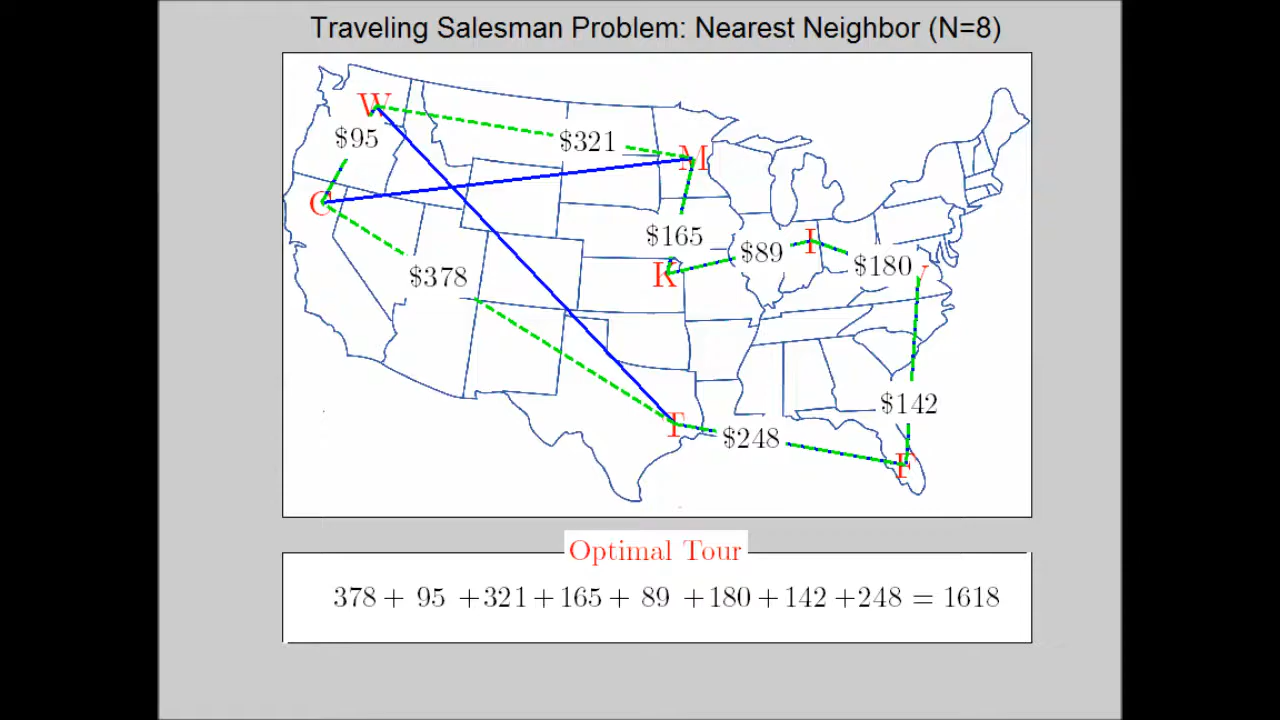 Traveling Salesman Problem: Nearest Neighbor (N=8)
W
$95
$321
M
C
$165
$89
I
$180
K
V
$378
$142
T
$248
F
Optimal Tour
378 + 95 + 321 + 165 + 89 + 180 + 142 + 248 = 1618